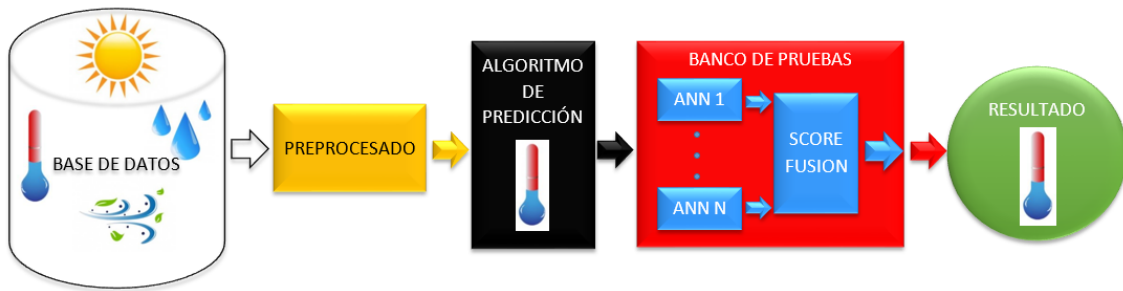 BASE DE DATOS
PREPROCESADO
ALGORITMO
DE
PREDICCIÓN
BANCO DE PRUEBAS
ANN 1
ANN N
SCORE
FUSION
RESULTADO